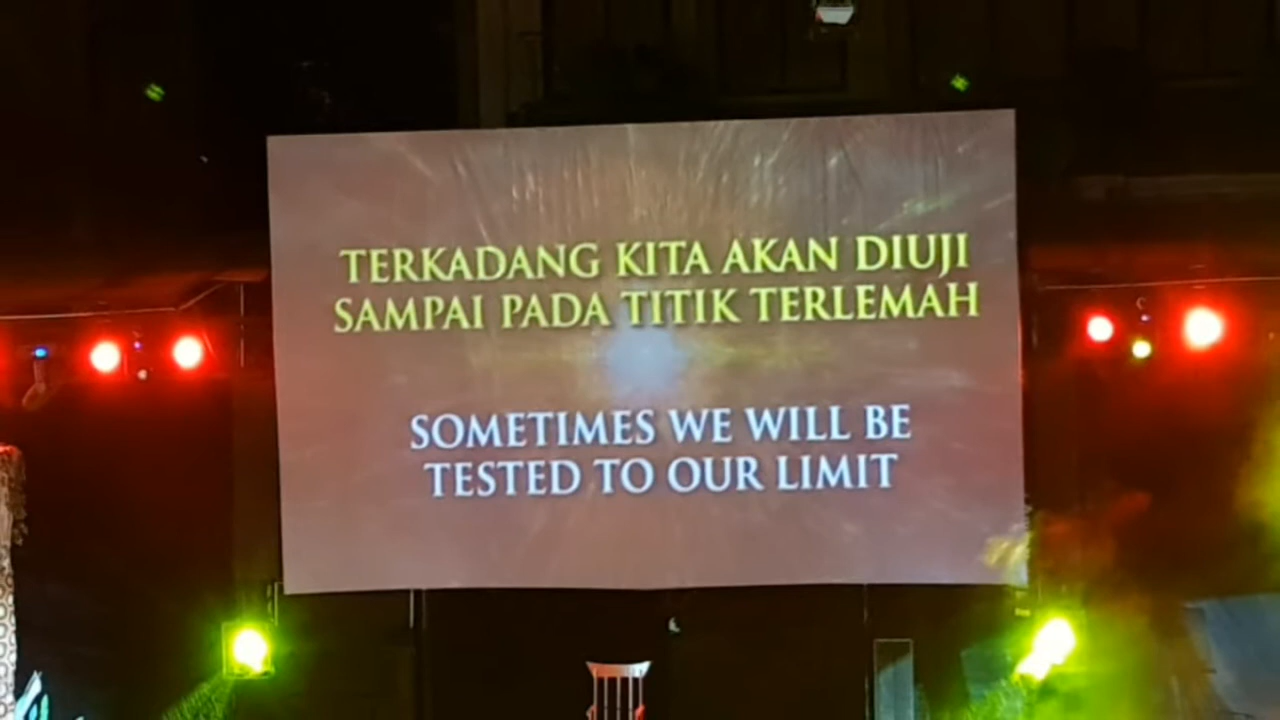 TERKADANG KITA AKAN DIUJI
SAMPAI PADA TITIK TERLEMAH
SOMETIMES WE WILL BE
TESTED TO OUR LIMIT